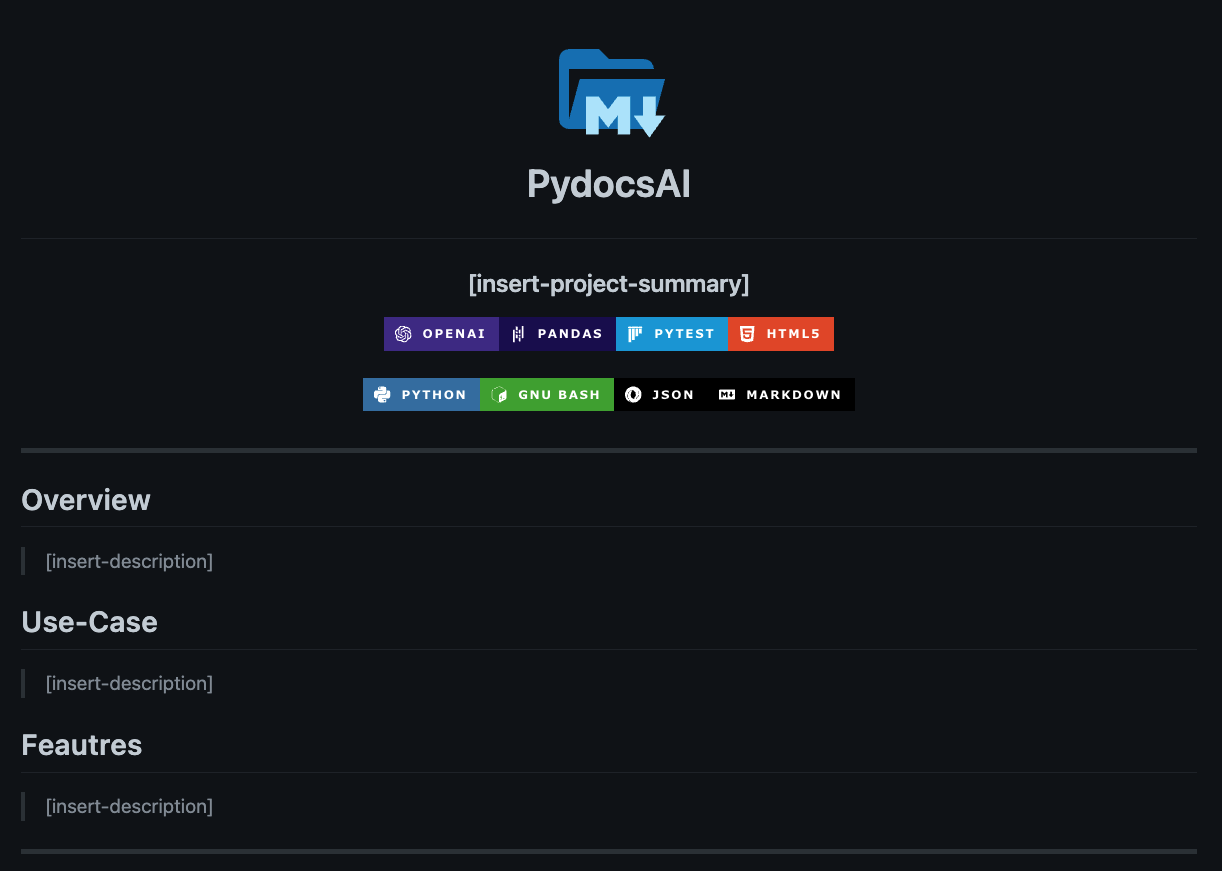 M↓
PydocsAI
[insert-project-summary]
OPENAI PANDAS PYTEST HTML5
PYTHON GNU BASH JSON MARKDOWN
Overview
[insert-description]
Use-Case
[insert-description]
Feautres
[insert-description]